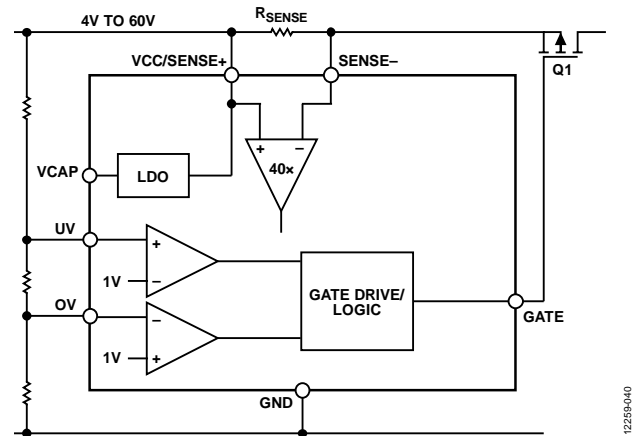 4V TO 60V
RSENSE
VCC/SENSE+
SENSE–
Q1
+
–
40×
VCAP
LDO
UV
+
1V
–
OV
–
1V
+
GATE DRIVE/
LOGIC
GATE
GND
12259-040